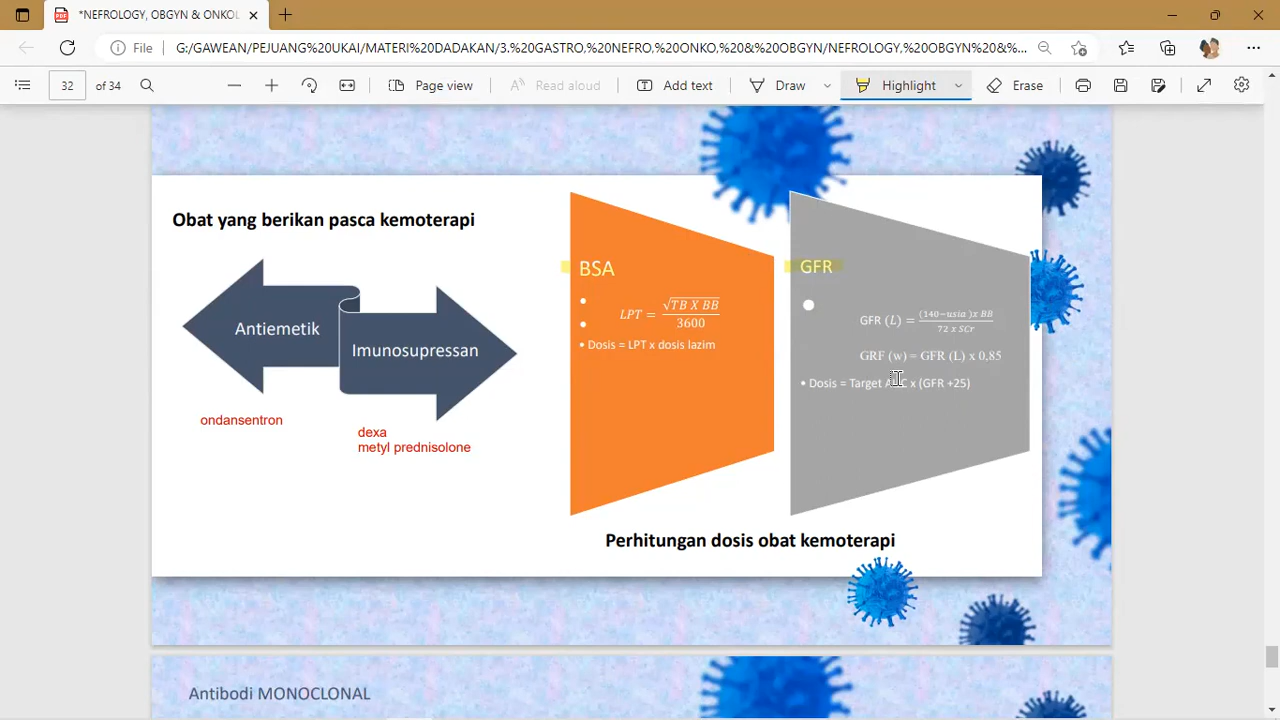 *NEFROLOGY, OBGYN & ONKOL
File
G:/GAWEAN/PEJUANG%20UKAI/MATERI%20DADAKAN/3.%20GASTRO,%20NEFRO,%20ONKO,%20&%20OBGYN/NEFROLOGY,%20OBGYN%20&%...
32 of 34
Page view
Read aloud
Add text
Draw
Highlight
Erase
Obat yang berikan pasca kemoterapi
Antiemetik
Imunosupressan
ondansentron
dexa
metyl prednisolone
BSA
LPT = √TB X BB / 3600
• Dosis = LPT x dosis lazim
GFR
GFR (L) = (140−usia )x BB / 72 x SCr
GRF (w) = GFR (L) x 0,85
• Dosis = Target x (GFR +25)
Perhitungan dosis obat kemoterapi
Antibodi MONOCLONAL